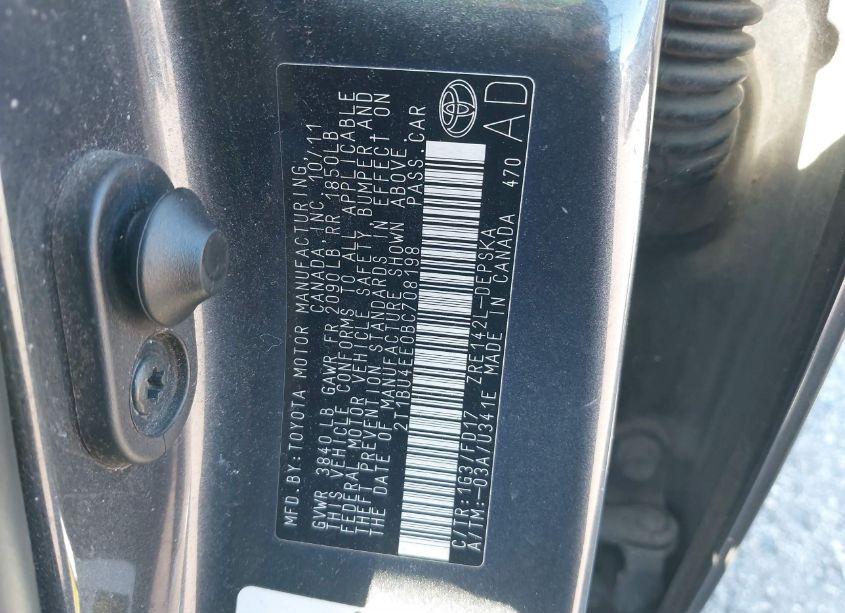 MFD. BY: TOYOTA MOTOR MANUFACTURING,
CANADA, INC. 10/11
GVWR 3840 LB GAWR FR 2090LB RR 1850LB
THIS VEHICLE CONFORMS TO ALL APPLICABLE
FEDERAL MOTOR VEHICLE SAFETY, BUMPER, AND
THEFT PREVENTION STANDARDS IN EFFECT ON
THE DATE OF MANUFACTURE SHOWN ABOVE.
2T1BU4EE0BC708198 PASS. CAR
C/TR: 1G3/FD17 ZRE142L-DEPSKA
A/TM: -03A/U341E MADE IN CANADA 470
AD